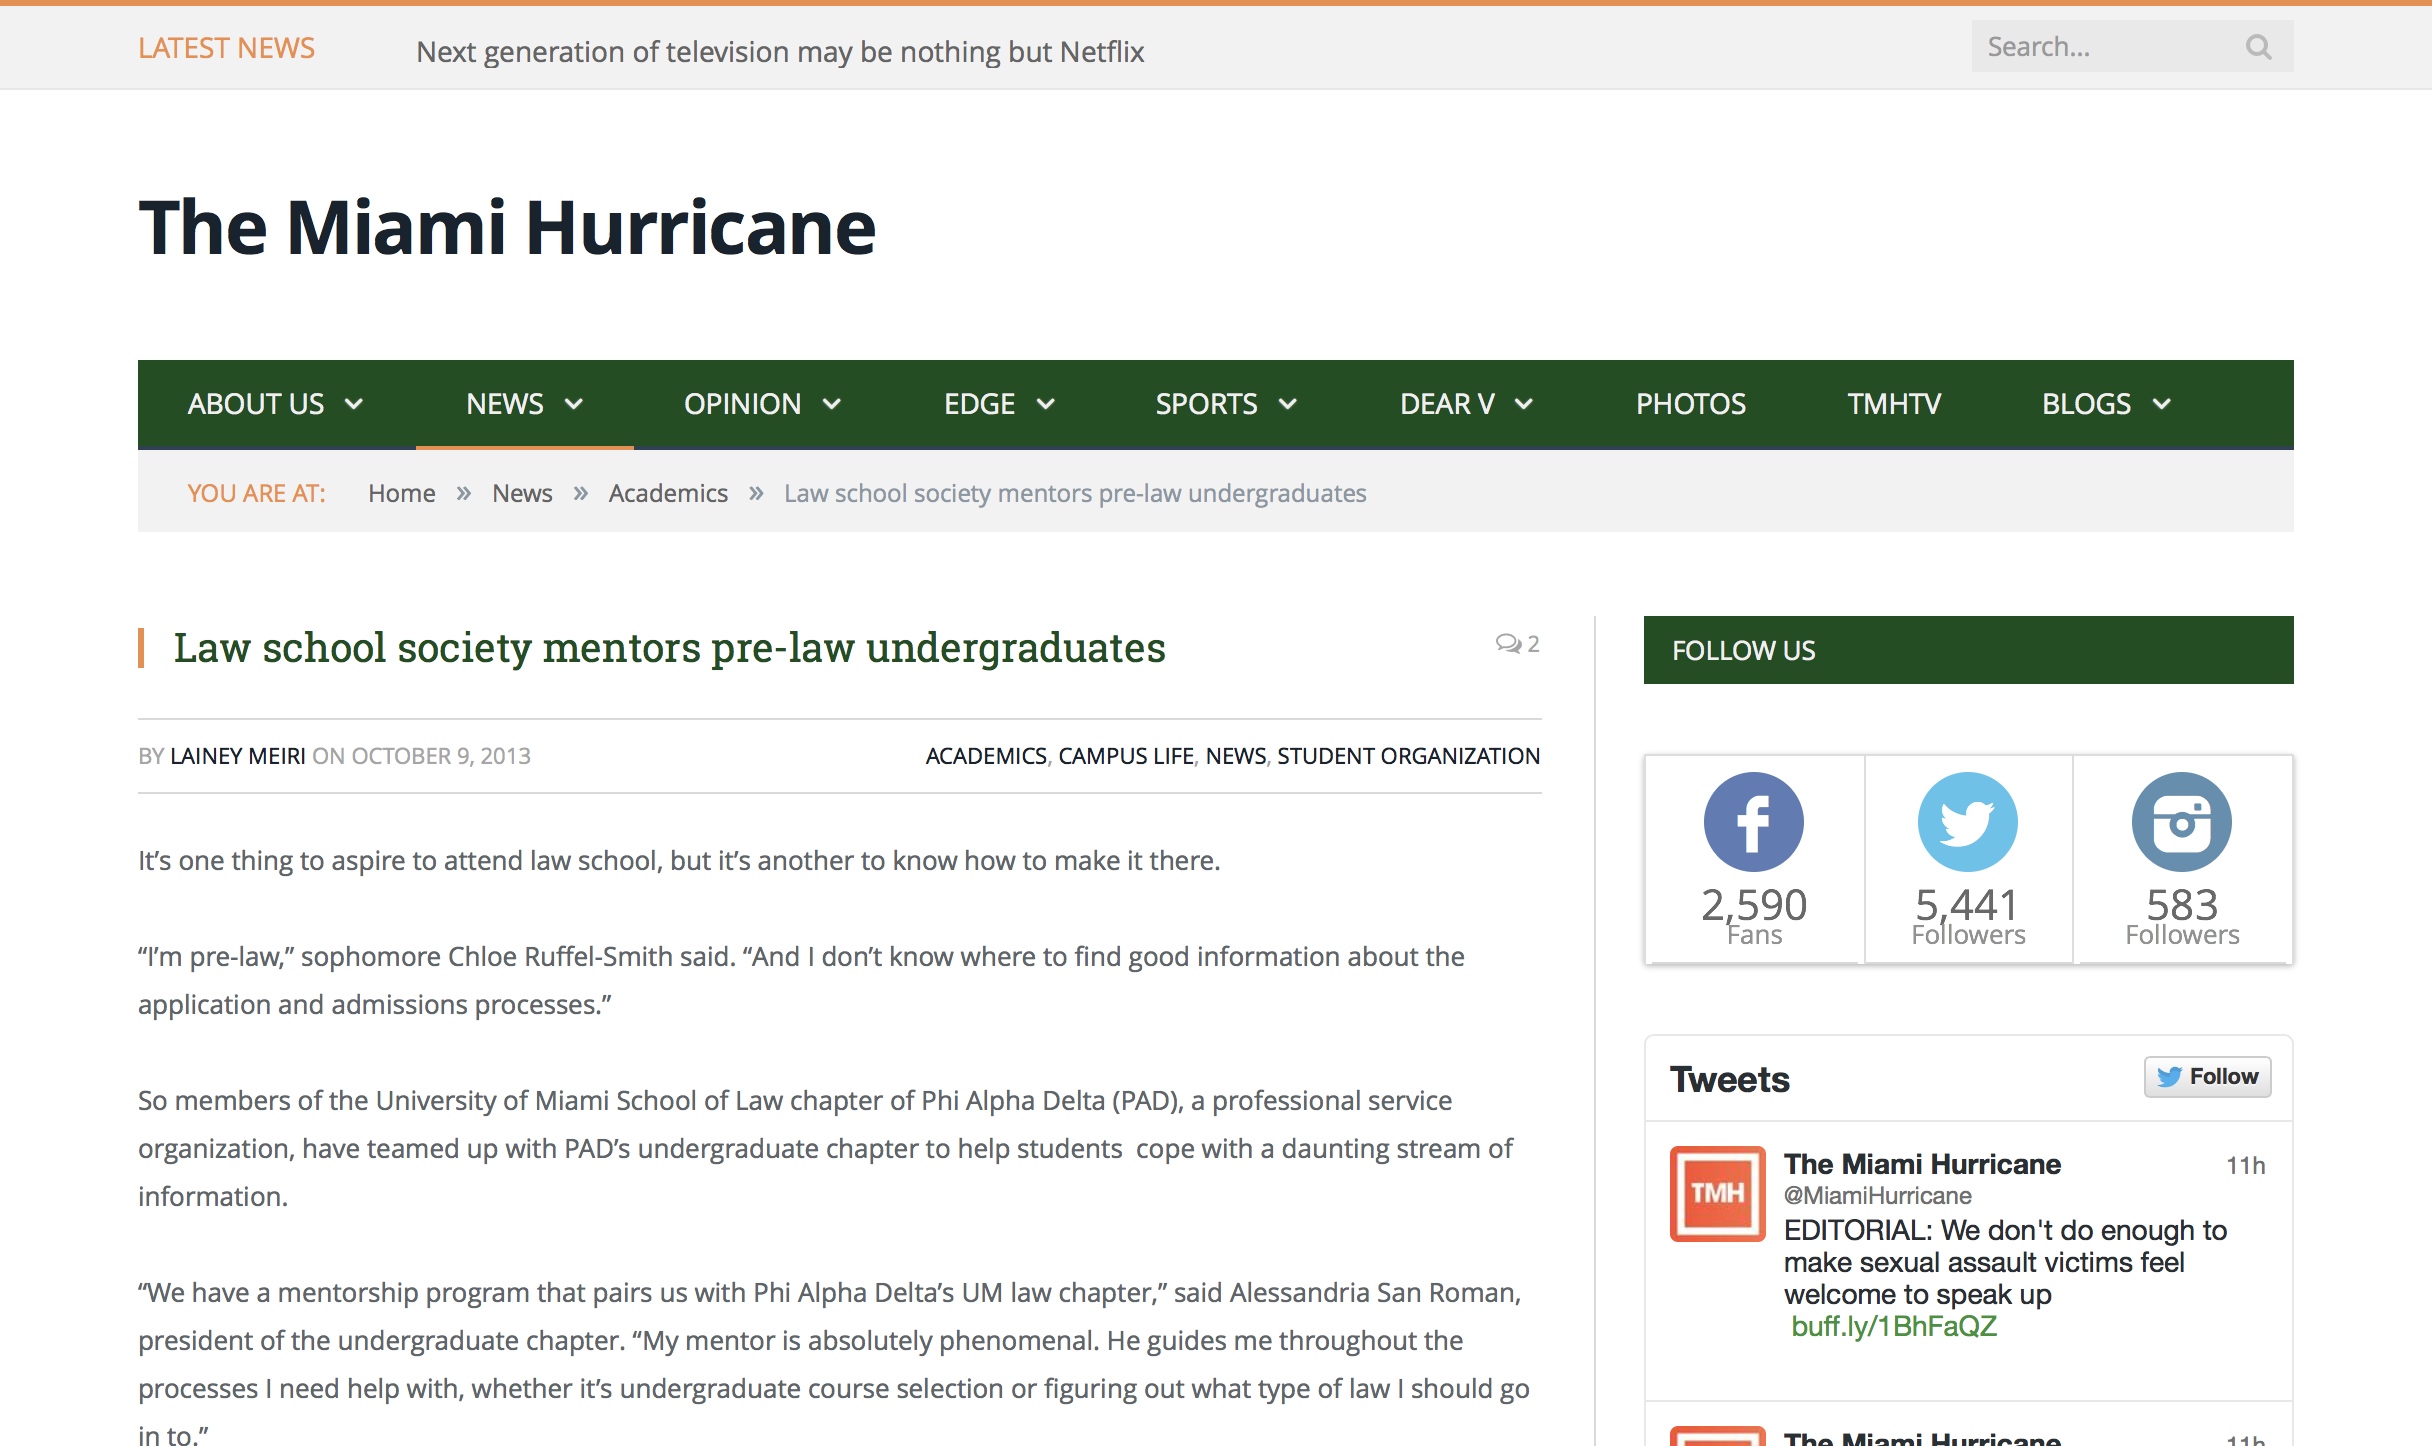 LATEST NEWS
Next generation of television may be nothing but Netflix
Search...
The Miami Hurricane
ABOUT US
NEWS
OPINION
EDGE
SPORTS
DEAR V
PHOTOS
TMHTV
BLOGS
YOU ARE AT: Home » News » Academics » Law school society mentors pre-law undergraduates
Law school society mentors pre-law undergraduates
2
BY LAINEY MEIRI ON OCTOBER 9, 2013
ACADEMICS, CAMPUS LIFE, NEWS, STUDENT ORGANIZATION
It’s one thing to aspire to attend law school, but it’s another to know how to make it there.
“I’m pre-law,” sophomore Chloe Ruffel-Smith said. “And I don’t know where to find good information about the
application and admissions processes.”
So members of the University of Miami School of Law chapter of Phi Alpha Delta (PAD), a professional service
organization, have teamed up with PAD’s undergraduate chapter to help students  cope with a daunting stream of
information.
“We have a mentorship program that pairs us with Phi Alpha Delta’s UM law chapter,” said Alessandria San Roman,
president of the undergraduate chapter. “My mentor is absolutely phenomenal. He guides me throughout the
processes I need help with, whether it’s undergraduate course selection or figuring out what type of law I should go
in to.”
FOLLOW US
2,590
Fans
5,441
Followers
583
Followers
Tweets
Follow
TMH
The Miami Hurricane
11h
@MiamiHurricane
EDITORIAL: We don't do enough to
make sexual assault victims feel
welcome to speak up
buff.ly/1BhFaQZ
The Miami Hurricane
11h